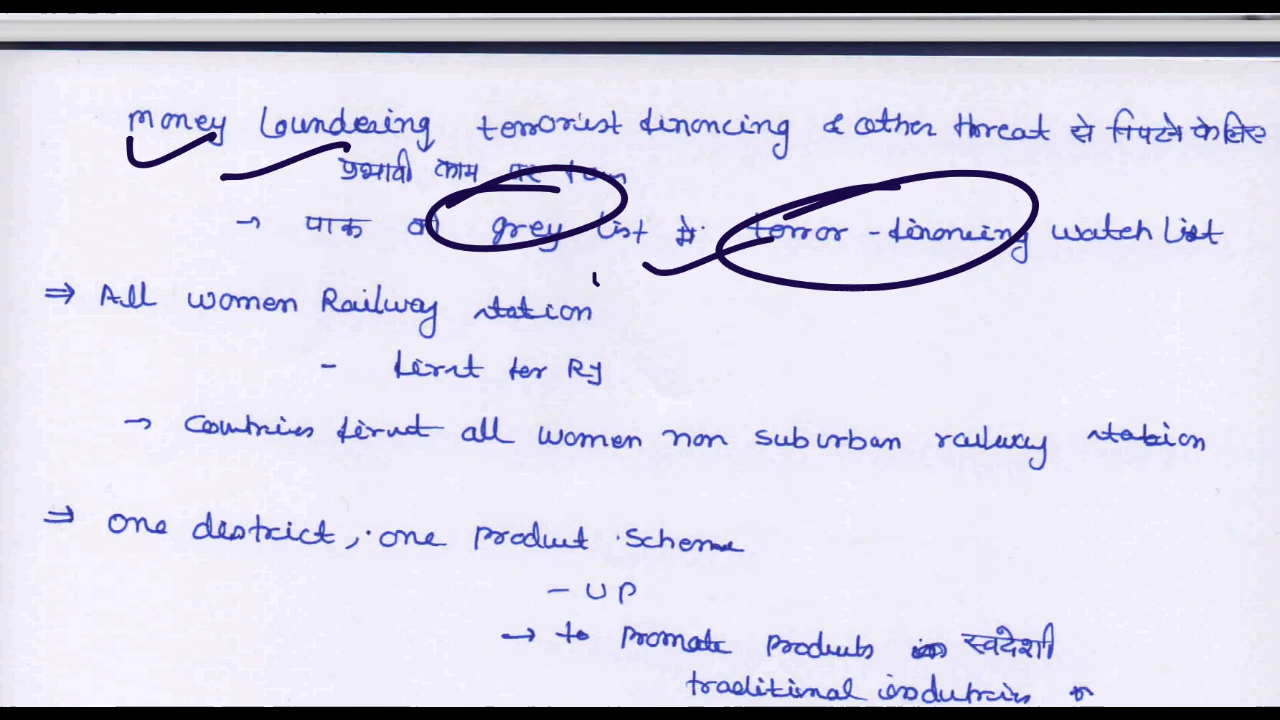 money laundering terrorist financing & other threat से निपटने के लिए
प्रभावी काम
→ पाक को grey list में terror-financing watch list
⇒ All women Railway station
- first for Rj
→ Countries first all women non suburban railway station
⇒ One district, one product scheme
- UP
→ to promote products स्वदेशी
traditional industries